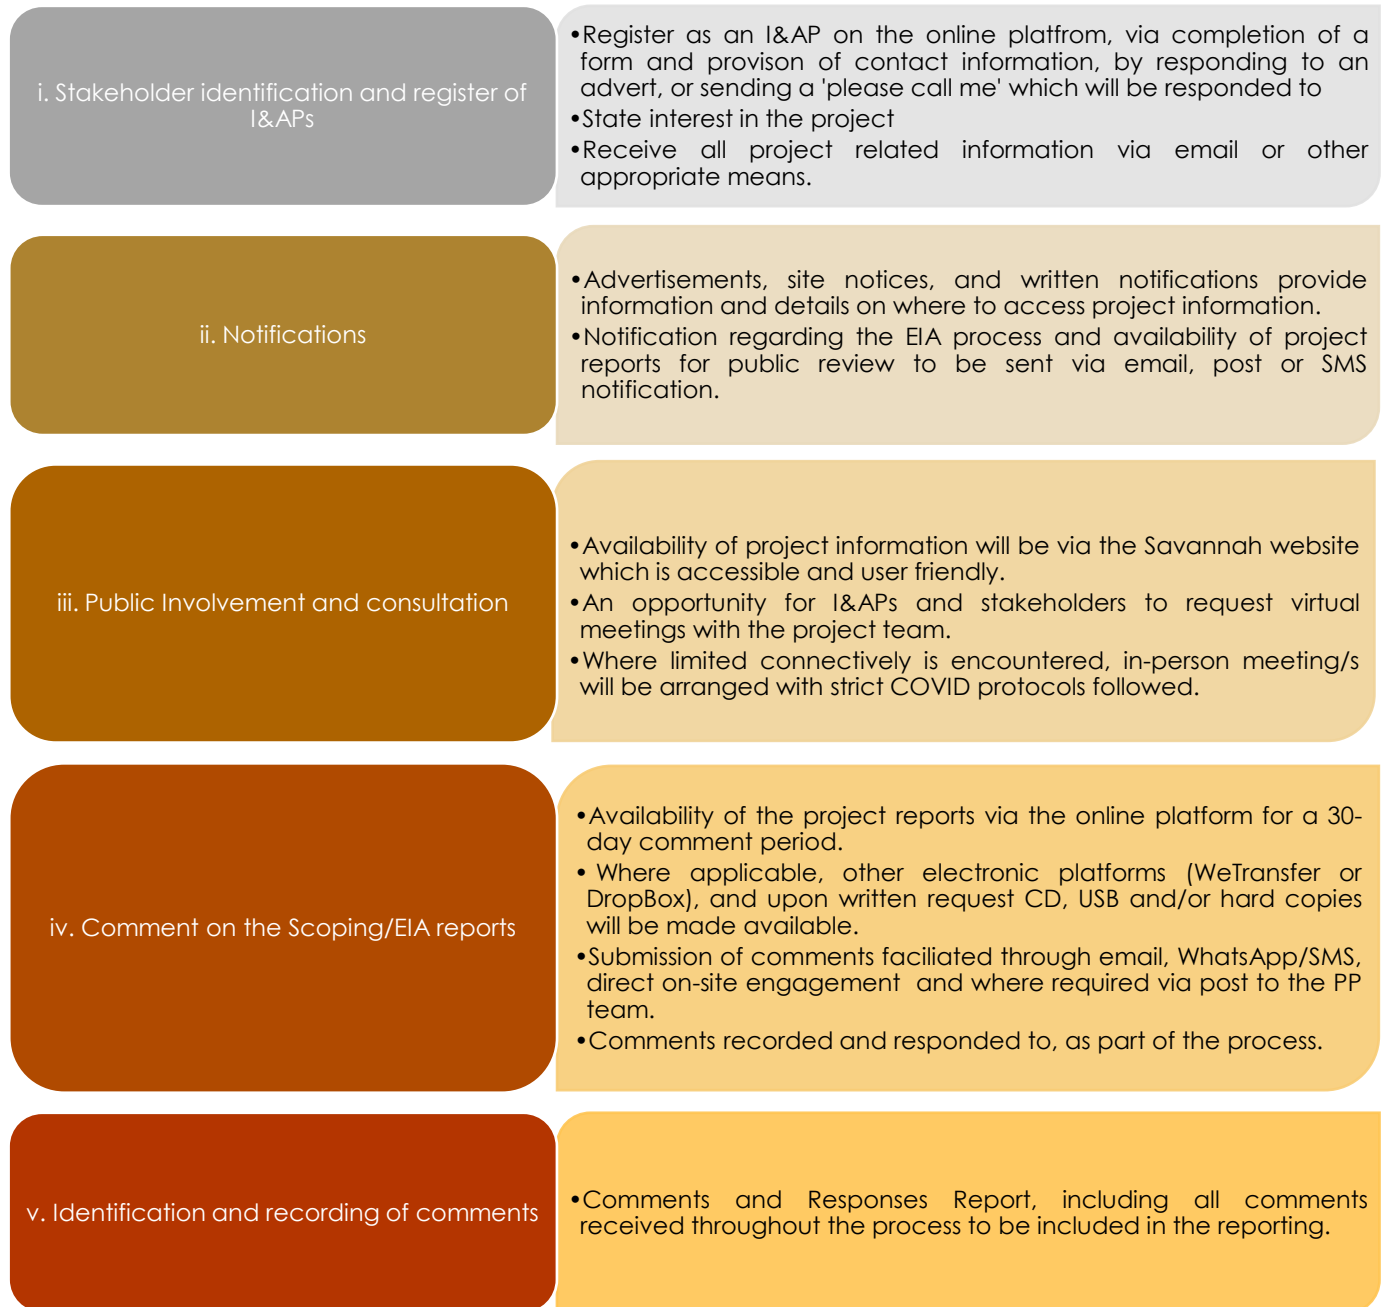 i. Stakeholder identification and register of
I&APs
•Register as an I&AP on the online platfrom, via completion of a
form and provison of contact information, by responding to an
advert, or sending a 'please call me' which will be responded to
•State interest in the project
•Receive all project related information via email or other
appropriate means.
ii. Notifications
•Advertisements, site notices, and written notifications provide
information and details on where to access project information.
•Notification regarding the EIA process and availability of project
reports for public review to be sent via email, post or SMS
notification.
iii. Public Involvement and consultation
•Availability of project information will be via the Savannah website
which is accessible and user friendly.
•An opportunity for I&APs and stakeholders to request virtual
meetings with the project team.
•Where limited connectively is encountered, in-person meeting/s
will be arranged with strict COVID protocols followed.
iv. Comment on the Scoping/EIA reports
•Availability of the project reports via the online platform for a 30-
day comment period.
• Where applicable, other electronic platforms (WeTransfer or
DropBox), and upon written request CD, USB and/or hard copies
will be made available.
•Submission of comments faciliated through email, WhatsApp/SMS,
direct on-site engagement  and where required via post to the PP
team.
•Comments recorded and responded to, as part of the process.
v. Identification and recording of comments
•Comments and Responses Report, including all comments
received throughout the process to be included in the reporting.